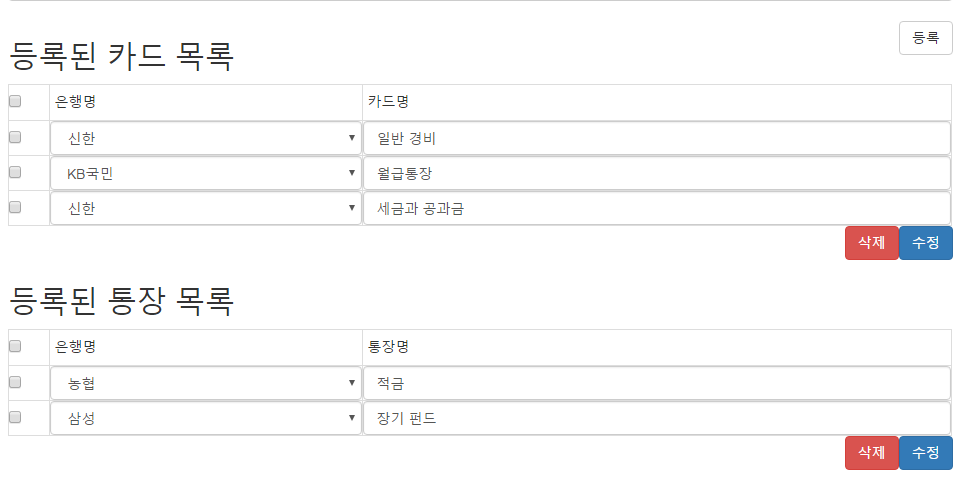 등록
등록된 카드 목록
은행명 카드명
신한 일반 경비
KB국민 월급통장
신한 세금과 공과금
삭제 수정
등록된 통장 목록
은행명 통장명
농협 적금
삼성 장기 펀드
삭제 수정